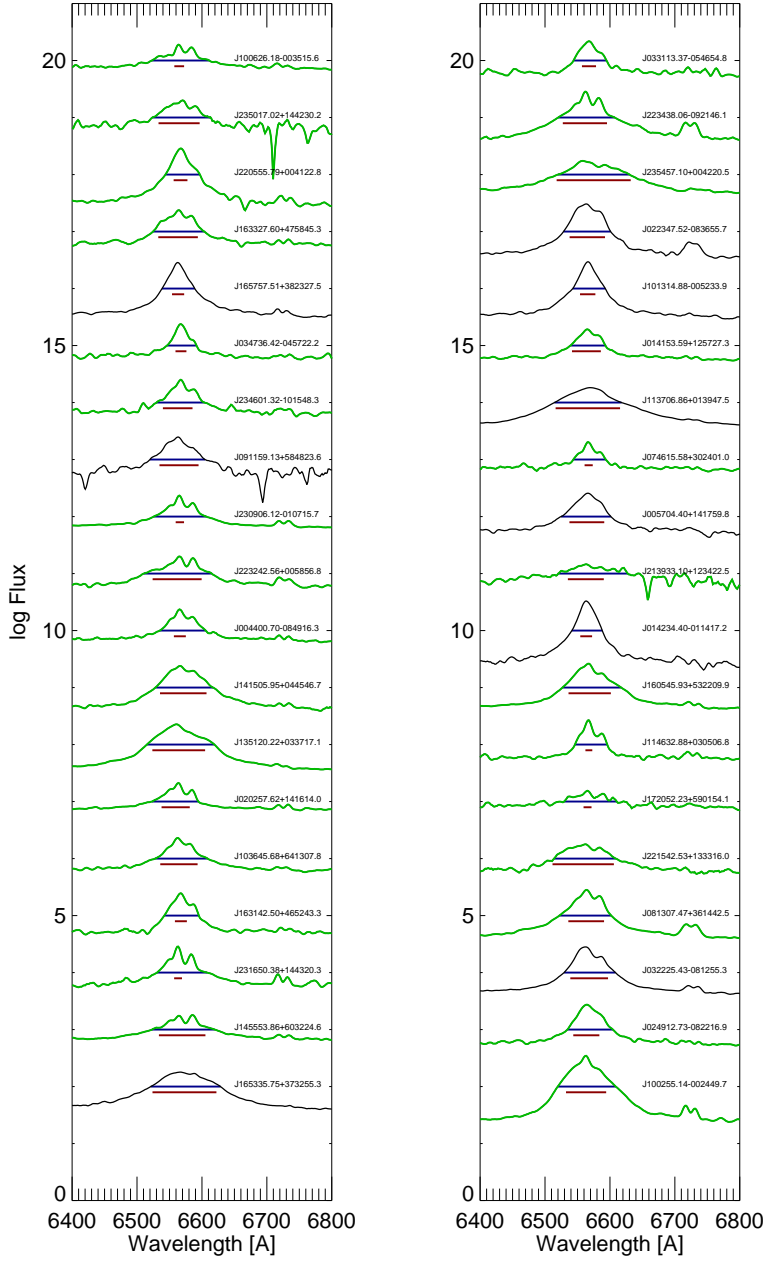 20
J100626.18-003515.6
J235017.02+144230.2
J220555.79+004122.8
J163327.60+475845.3
J165757.51+382327.5
15
J034736.42-045722.2
J234601.32-101548.3
J091159.13+584823.6
J230906.12-010715.7
J223242.56+005856.8
log Flux
10
J004400.70-084916.3
J141505.95+044546.7
J135120.22+033717.1
J020257.62+141614.0
J103645.68+641307.8
5
J163142.50+465243.3
J231650.38+144320.3
J145553.86+603224.6
J165335.75+373255.3
0
6400 6500 6600 6700 6800
Wavelength [A]
20
J033113.37-054654.8
J223438.06-092146.1
J235457.10+004220.5
J022347.52-083655.7
J101314.88-005233.9
15
J014153.59+125727.3
J113706.86+013947.5
J074615.58+302401.0
J005704.40+141759.8
J213933.10+123422.5
10
J014234.40-011417.2
J160545.93+532209.9
J114632.88+030506.8
J172052.23+590154.1
J221542.53+133316.0
5
J081307.47+361442.5
J032225.43-081255.3
J024912.73-082216.9
J100255.14-002449.7
0
6400 6500 6600 6700 6800
Wavelength [A]